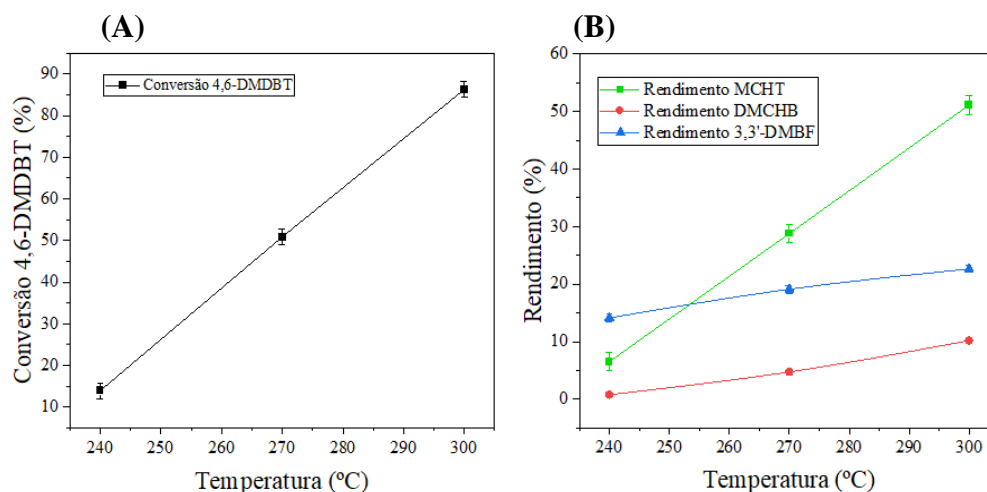 (A)
Conversão 4,6-DMDBT
Conversão 4,6-DMDBT (%)
90
80
70
60
50
40
30
20
10
240 250 260 270 280 290 300
Temperatura (ºC)
(B)
Rendimento MCHT
Rendimento DMCHB
Rendimento 3,3'-DMBF
Rendimento (%)
60
50
40
30
20
10
0
240 250 260 270 280 290 300
Temperatura (ºC)